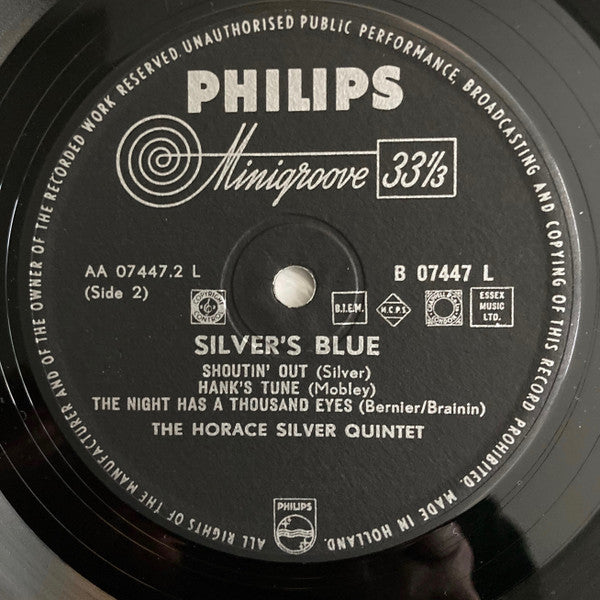 ALL RIGHTS OF THE MANUFACTURER AND OF THE OWNER OF THE RECORDED WORK RESERVED. UNAUTHORISED PUBLIC PERFORMANCE, BROADCASTING AND COPYING OF THIS RECORD PROHIBITED. MADE IN HOLLAND.
PHILIPS
Minigroove 33⅓
AA 07447.2 L
B 07447 L
(Side 2)
B.I.E.M.
M.C.P.S
ESSEX
MUSIC
LTD.
SILVER'S BLUE
SHOUTIN' OUT (Silver)
HANK'S TUNE (Mobley)
THE NIGHT HAS A THOUSAND EYES (Bernier/Brainin)
THE HORACE SILVER QUINTET
PHILIPS